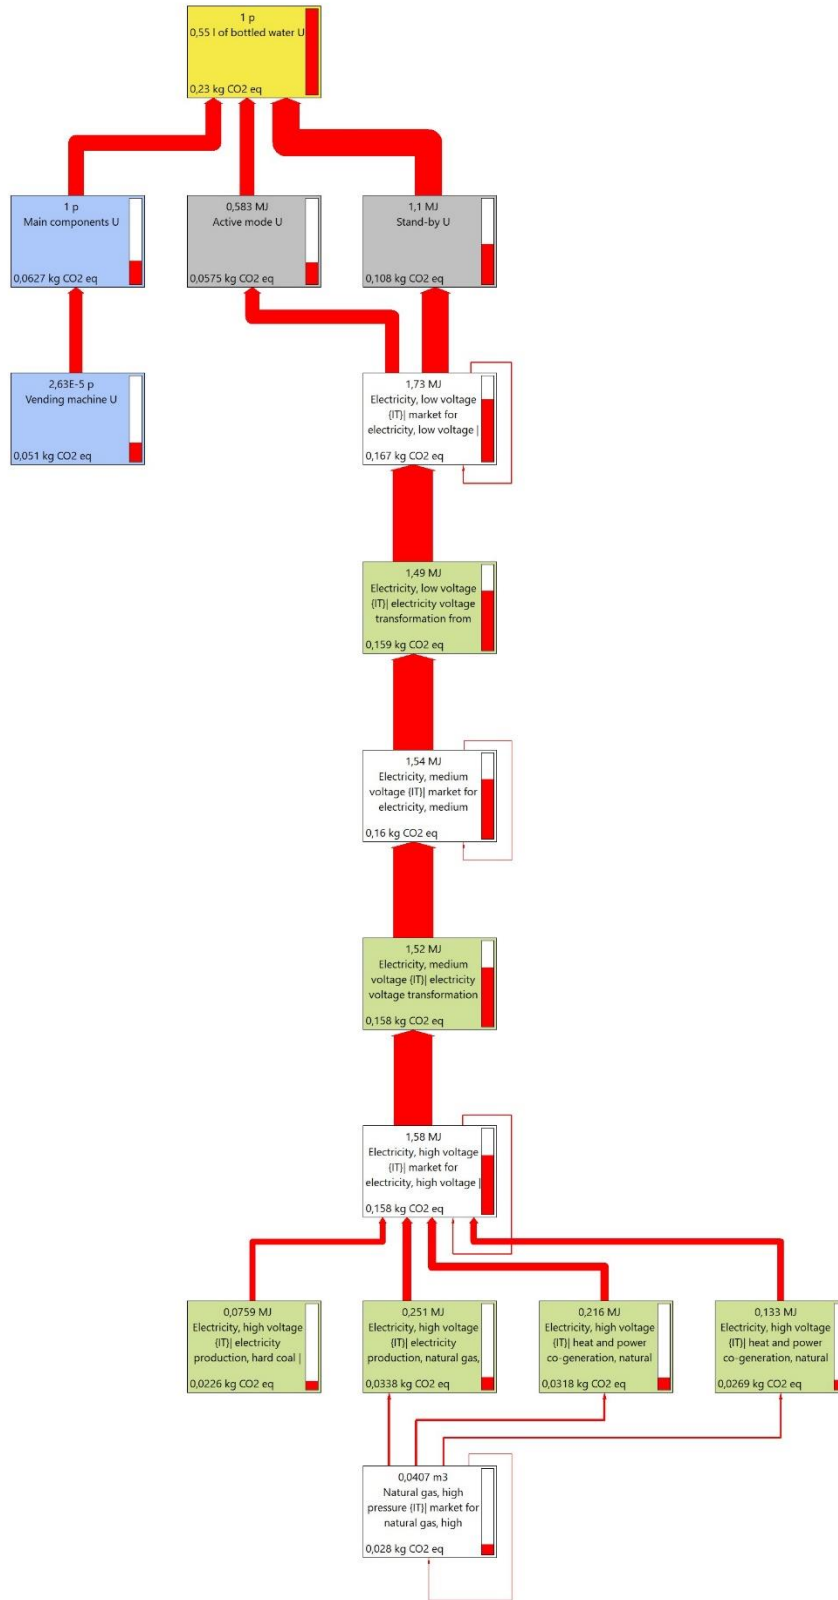 1 p
0,55 l of bottled water U
0,23 kg CO2 eq
1 p
Main components U
0,0627 kg CO2 eq
0,583 MJ
Active mode U
0,0575 kg CO2 eq
1,1 MJ
Stand-by U
0,108 kg CO2 eq
2,63E-5 p
Vending machine U
0,051 kg CO2 eq
1,73 MJ
Electricity, low voltage
{IT}| market for
electricity, low voltage |
0,167 kg CO2 eq
1,49 MJ
Electricity, low voltage
{IT}| electricity voltage
transformation from
0,159 kg CO2 eq
1,54 MJ
Electricity, medium
voltage {IT}| market for
electricity, medium
0,16 kg CO2 eq
1,52 MJ
Electricity, medium
voltage {IT}| electricity
voltage transformation
0,158 kg CO2 eq
1,58 MJ
Electricity, high voltage
{IT}| market for
electricity, high voltage |
0,158 kg CO2 eq
0,0759 MJ
Electricity, high voltage
{IT}| electricity
production, hard coal |
0,0226 kg CO2 eq
0,251 MJ
Electricity, high voltage
{IT}| electricity
production, natural gas,
0,0338 kg CO2 eq
0,216 MJ
Electricity, high voltage
{IT}| heat and power
co-generation, natural
0,0318 kg CO2 eq
0,133 MJ
Electricity, high voltage
{IT}| heat and power
co-generation, natural
0,0269 kg CO2 eq
0,0407 m3
Natural gas, high
pressure {IT}| market for
natural gas, high
0,028 kg CO2 eq